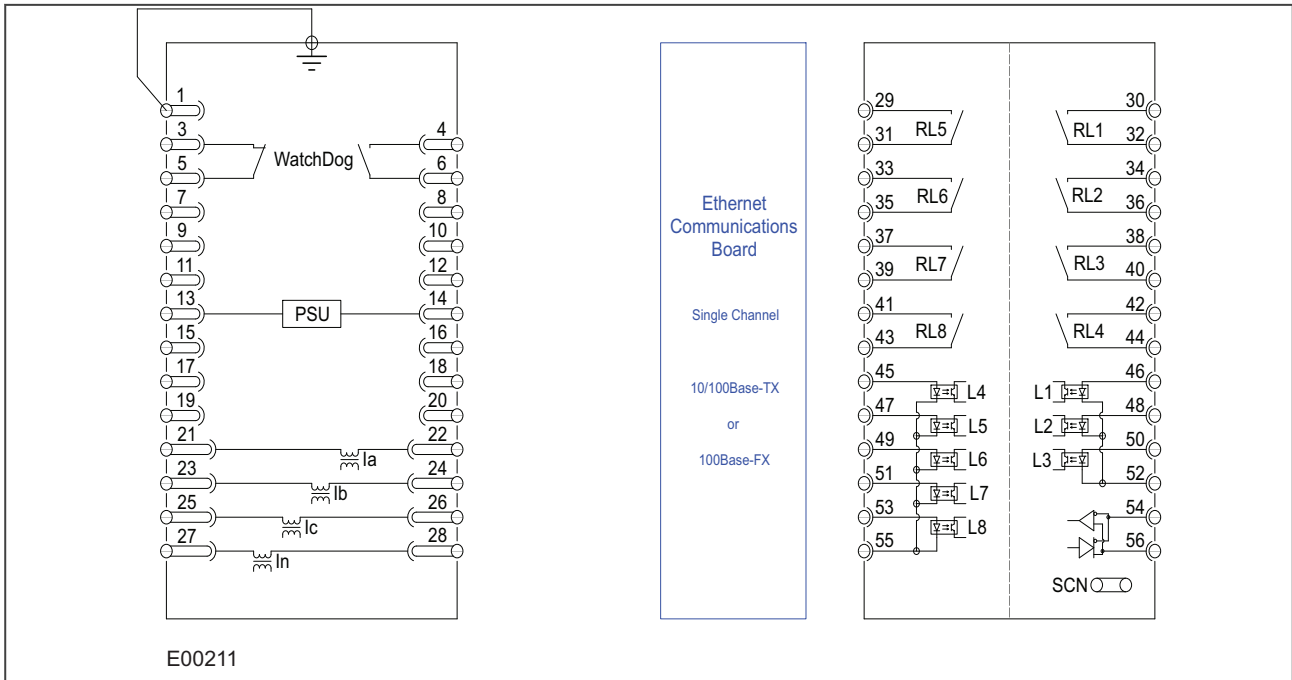 1
3 4
WatchDog
5 6
7 8
9 10
11 12
13 PSU 14
15 16
17 18
19 20
21 22
Ia
23 24
Ib
25 26
Ic
27 28
In
Ethernet
Communications
Board
Single Channel
10/100Base-TX
or
100Base-FX
29 30
RL5 RL1
31 32
33 34
RL6 RL2
35 36
37 38
RL7 RL3
39 40
41 42
RL8 RL4
43 44
45 46
L4 L1
47 48
L5 L2
49 50
L6 L3
51 52
L7
53 54
L8
55 56
SCN
E00211